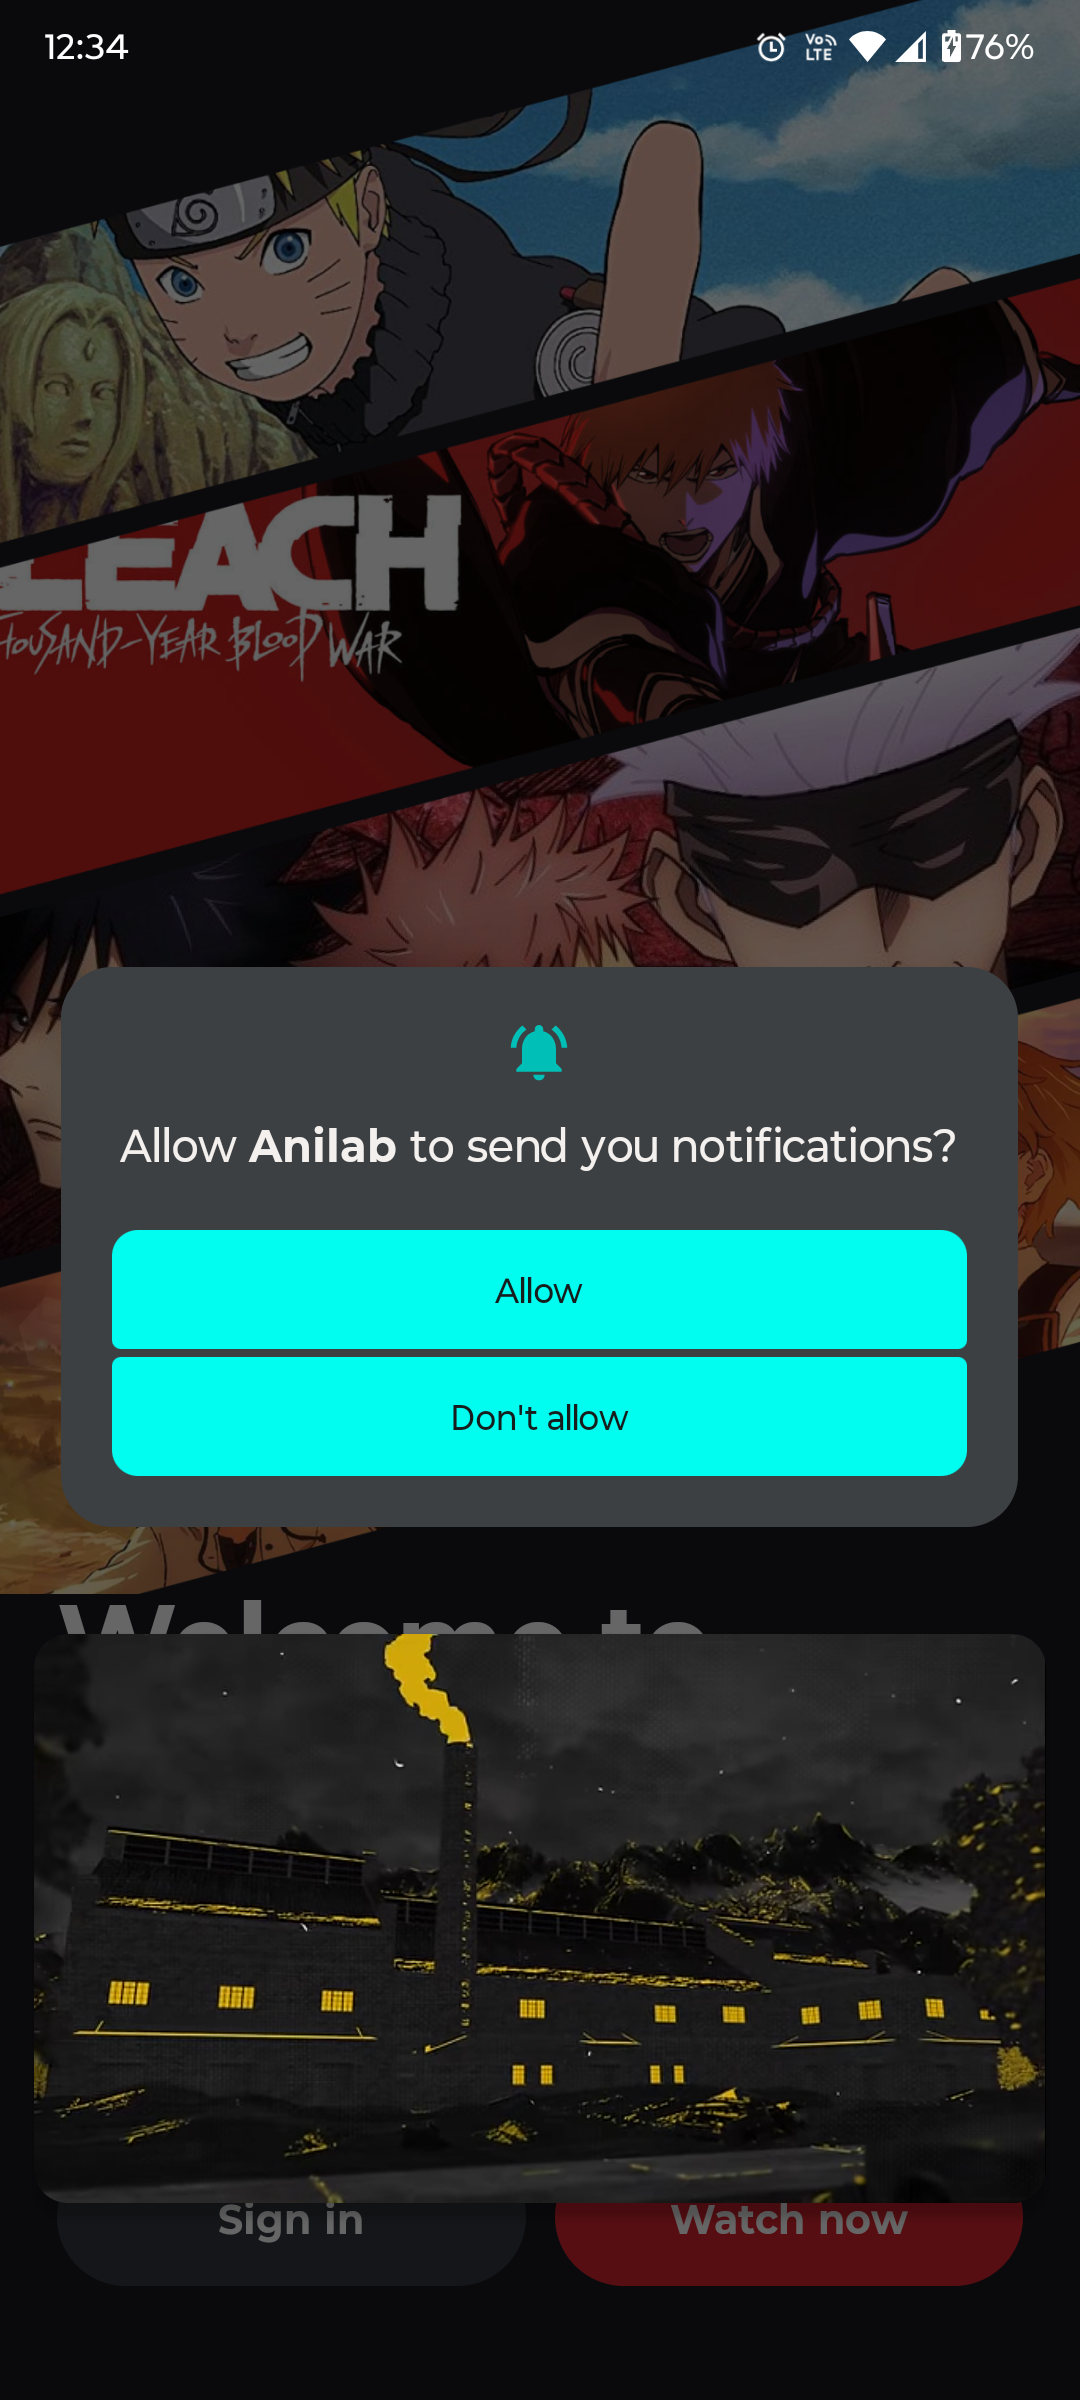 12:34
Vo
LTE
76%
LEACH
THOUSAND-YEAR BLOOD WAR
Allow Anilab to send you notifications?
Allow
Don't allow
Welcome to
Sign in
Watch now